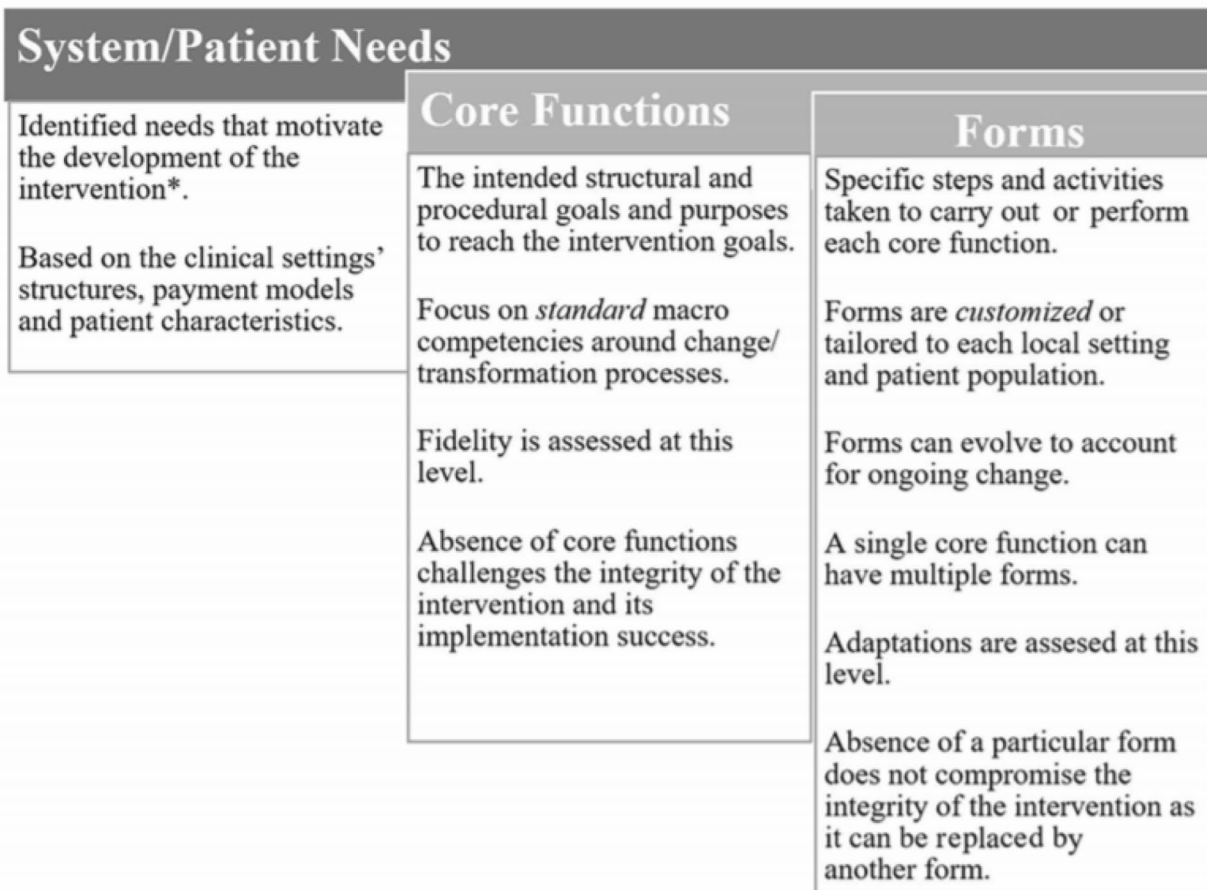 System/Patient Needs
Identified needs that motivate
the development of the
intervention*.
Based on the clinical settings’
structures, payment models
and patient characteristics.
Core Functions
The intended structural and
procedural goals and purposes
to reach the intervention goals.
Focus on standard macro
competencies around change/
transformation processes.
Fidelity is assessed at this
level.
Absence of core functions
challenges the integrity of the
intervention and its
implementation success.
Forms
Specific steps and activities
taken to carry out or perform
each core function.
Forms are customized or
tailored to each local setting
and patient population.
Forms can evolve to account
for ongoing change.
A single core function can
have multiple forms.
Adaptations are assesed at this
level.
Absence of a particular form
does not compromise the
integrity of the intervention as
it can be replaced by
another form.